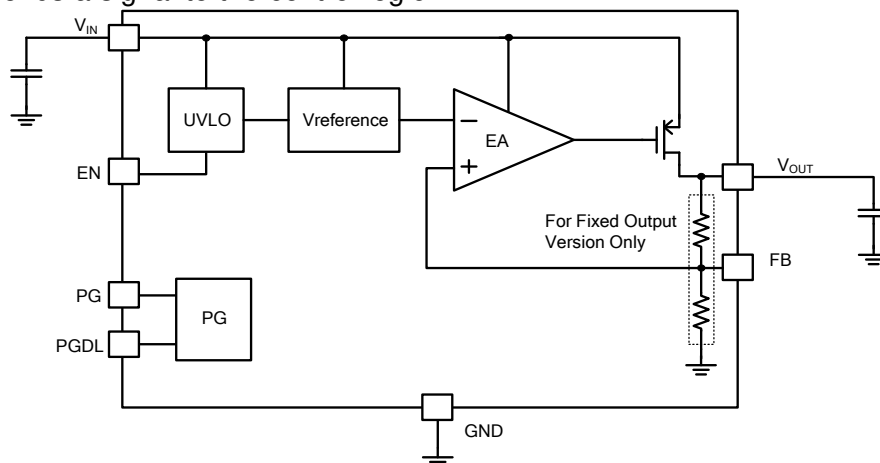 V_IN
UVLO
Vreference
−
EA
+
EN
V_OUT
For Fixed Output
Version Only
FB
PG
PG
PGDL
GND